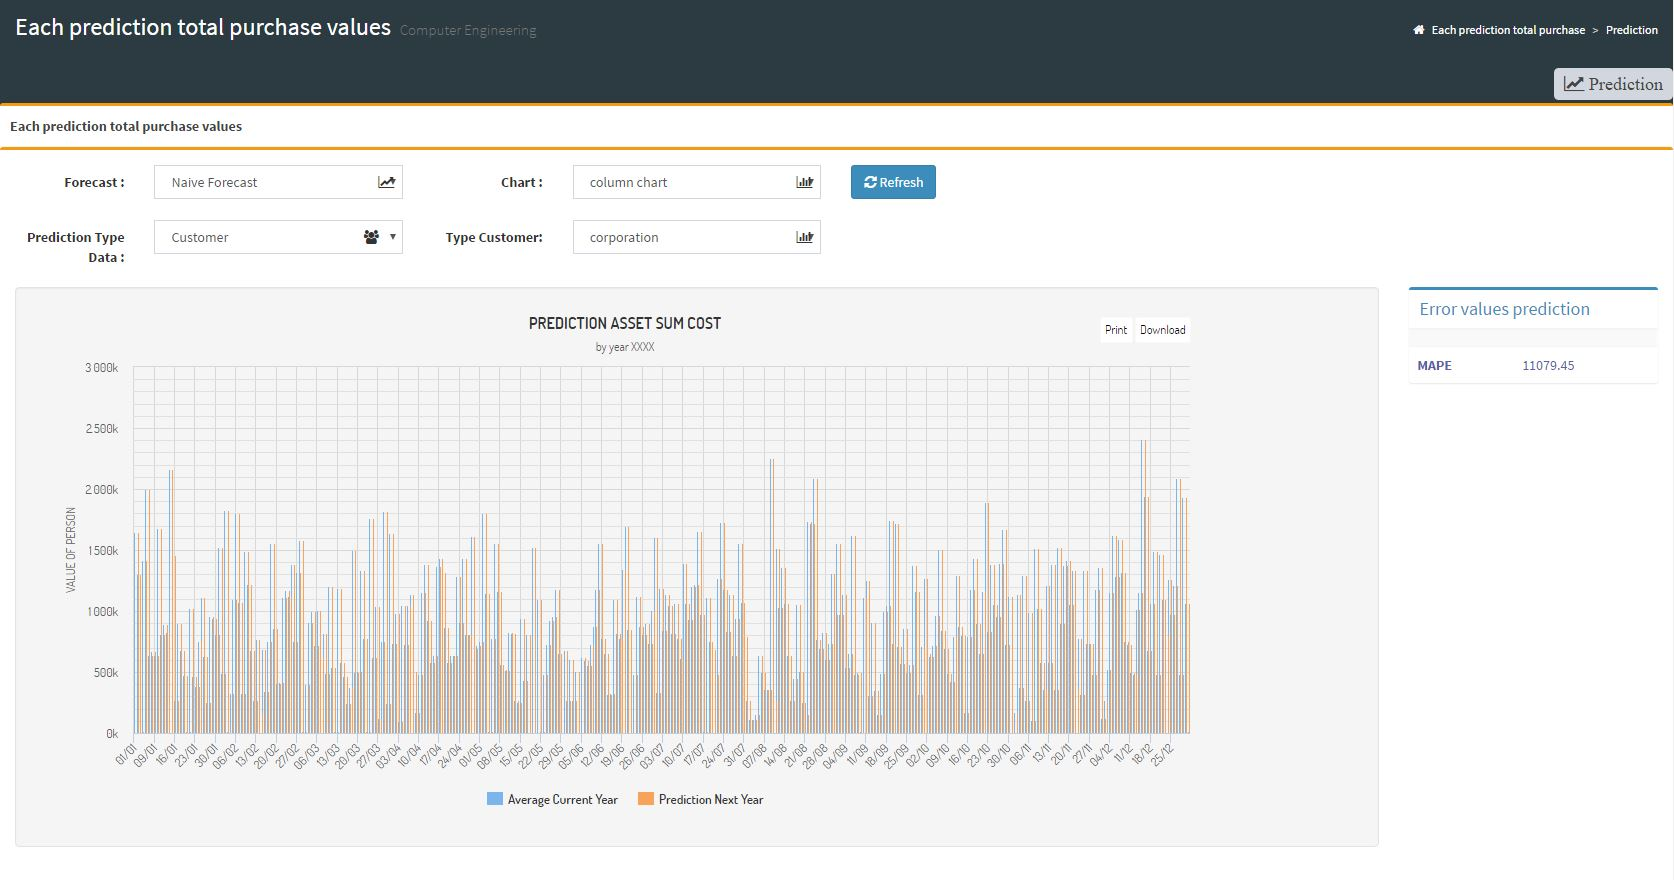 Each prediction total purchase values Computer Engineering
Each prediction total purchase > Prediction
Prediction
Each prediction total purchase values
Forecast : Naive Forecast Chart : column chart Refresh
Prediction Type Data : Customer Type Customer: corporation
PREDICTION ASSET SUM COST
by year XXXX
Print Download
Error values prediction
MAPE 11079.45
VALUE OF PERSON
3 000k
2 500k
2 000k
1 500k
1 000k
500k
0k
01/01 09/01 16/01 23/01 30/01 06/02 13/02 20/02 27/02 06/03 13/03 20/03 27/03 03/04 10/04 17/04 24/04 01/05 08/05 15/05 22/05 29/05 05/06 12/06 19/06 26/06 03/07 10/07 17/07 24/07 31/07 07/08 14/08 21/08 28/08 04/09 11/09 18/09 25/09 02/10 09/10 16/10 23/10 30/10 06/11 13/11 20/11 27/11 04/12 11/12 18/12 25/12
Average Current Year Prediction Next Year